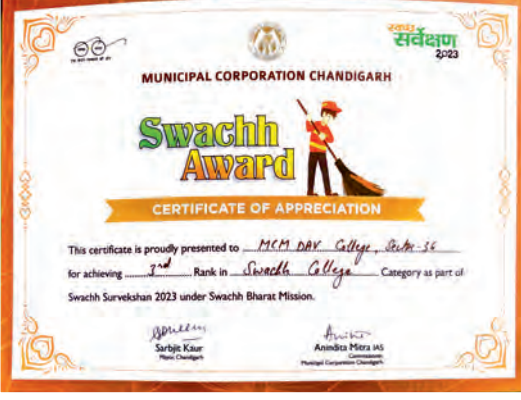 स्वच्छ
सर्वेक्षण
2023
MUNICIPAL CORPORATION CHANDIGARH
Swachh
Award
CERTIFICATE OF APPRECIATION
This certificate is proudly presented to MCM DAV College, Sector-36
for achieving 3rd Rank in Swachh College Category as part of
Swachh Survekshan 2023 under Swachh Bharat Mission.
Sarbjit Kaur
Mayor, Chandigarh
Anindita Mitra IAS
Commissioner
Municipal Corporation Chandigarh